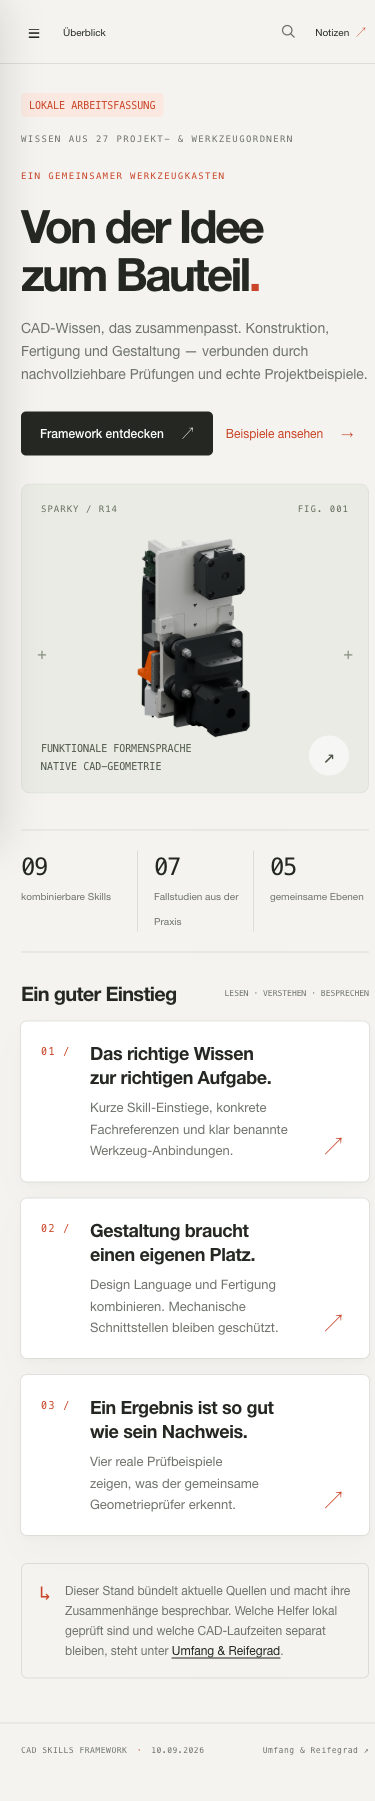 ☰ Überblick Notizen ↗
LOKALE ARBEITSFASSUNG
WISSEN AUS 27 PROJEKT- & WERKZEUGORDNERN
EIN GEMEINSAMER WERKZEUGKASTEN
Von der Idee
zum Bauteil.
CAD-Wissen, das zusammenpasst. Konstruktion,
Fertigung und Gestaltung — verbunden durch
nachvollziehbare Prüfungen und echte Projektbeispiele.
Framework entdecken ↗ Beispiele ansehen →
SPARKY / R14 FIG. 001
+ +
FUNKTIONALE FORMENSPRACHE
NATIVE CAD-GEOMETRIE ↗
09 07 05
kombinierbare Skills Fallstudien aus der gemeinsame Ebenen
Praxis
Ein guter Einstieg LESEN · VERSTEHEN · BESPRECHEN
01 / Das richtige Wissen
zur richtigen Aufgabe.
Kurze Skill-Einstiege, konkrete
Fachreferenzen und klar benannte
Werkzeug-Anbindungen. ↗
02 / Gestaltung braucht
einen eigenen Platz.
Design Language und Fertigung
kombinieren. Mechanische
Schnittstellen bleiben geschützt. ↗
03 / Ein Ergebnis ist so gut
wie sein Nachweis.
Vier reale Prüfbeispiele
zeigen, was der gemeinsame
Geometrieprüfer erkennt. ↗
↳ Dieser Stand bündelt aktuelle Quellen und macht ihre
Zusammenhänge besprechbar. Welche Helfer lokal
geprüft sind und welche CAD-Laufzeiten separat
bleiben, steht unter Umfang & Reifegrad.
CAD SKILLS FRAMEWORK · 10.09.2026 Umfang & Reifegrad ↗